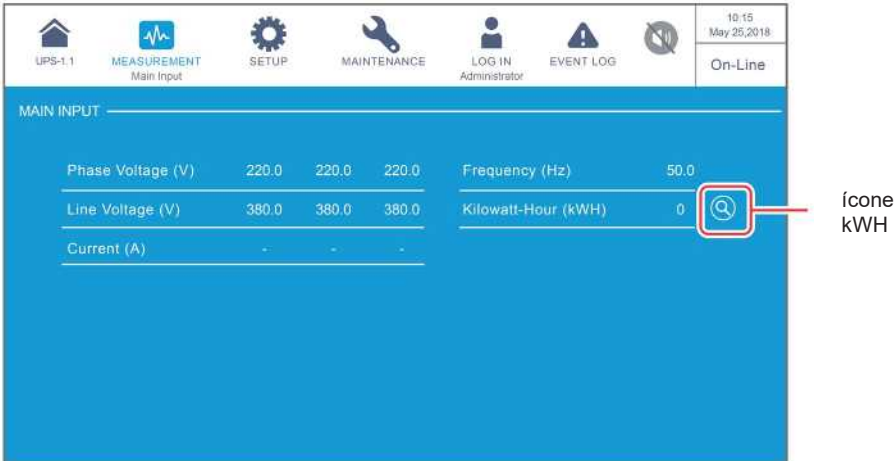 10:15
May 25,2018
On-Line
UPS-1.1 MEASUREMENT SETUP MAINTENANCE LOG IN EVENT LOG
Main Input Administrator
MAIN INPUT
Phase Voltage (V) 220.0 220.0 220.0 Frequency (Hz) 50.0
Line Voltage (V) 380.0 380.0 380.0 Kilowatt-Hour (kWH) 0
Current (A) - - -
ícone
kWH